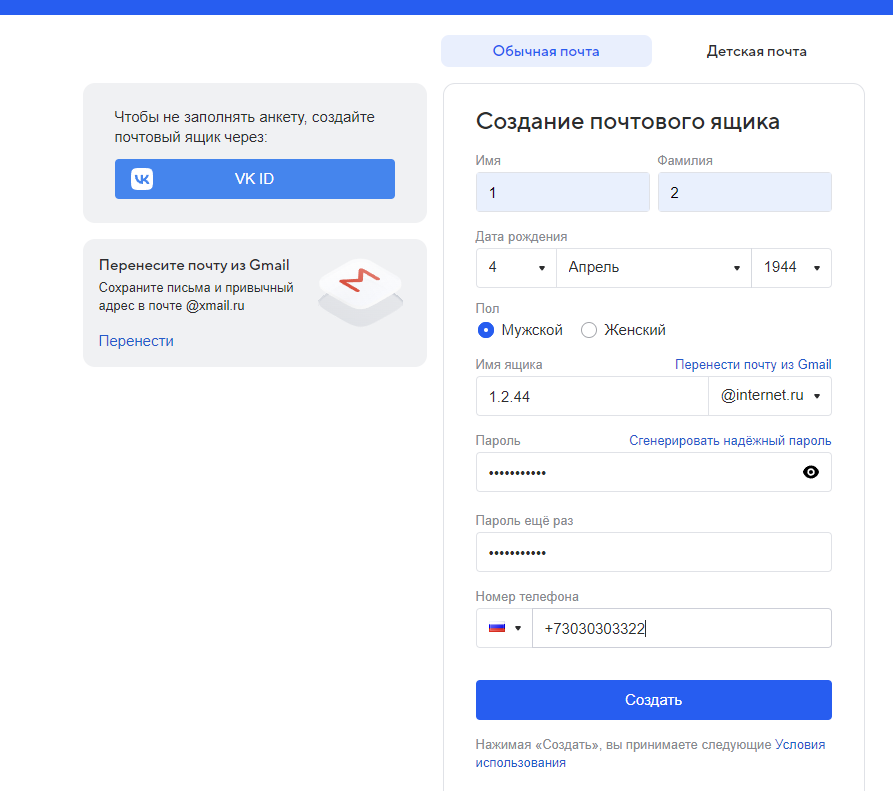 Обычная почта
Детская почта
Чтобы не заполнять анкету, создайте
почтовый ящик через:
VK ID
Перенесите почту из Gmail
Сохраните письма и привычный
адрес в почте @xmail.ru
Перенести
Создание почтового ящика
Имя
Фамилия
1
2
Дата рождения
4
Апрель
1944
Пол
Мужской
Женский
Имя ящика
Перенести почту из Gmail
1.2.44
@internet.ru
Пароль
Сгенерировать надёжный пароль
•••••••••••
Пароль ещё раз
•••••••••••
Номер телефона
+73030303322
Создать
Нажимая «Создать», вы принимаете следующие Условия
использования